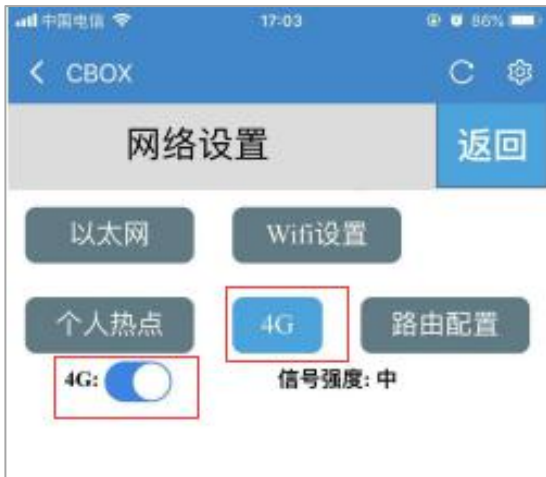 中国电信 17:03 86%
CBOX
网络设置 返回
以太网 Wifi设置
个人热点 4G 路由配置
4G: 信号强度: 中